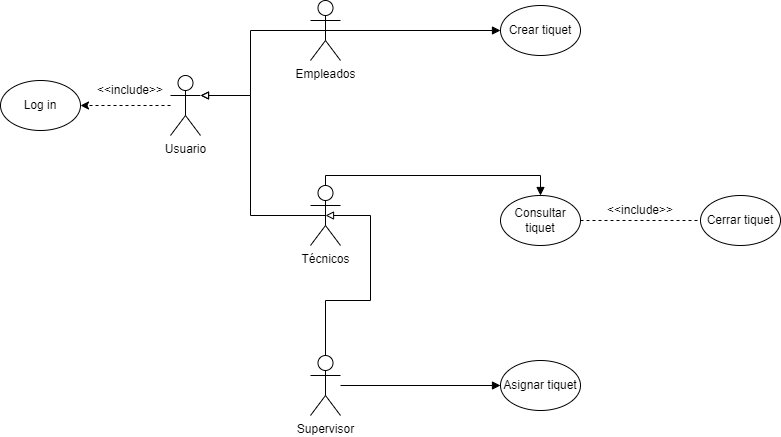 Empleados
Crear tiquet
<<include>>
Log in
Usuario
Técnicos
Consultar
tiquet
<<include>>
Cerrar tiquet
Supervisor
Asignar tiquet